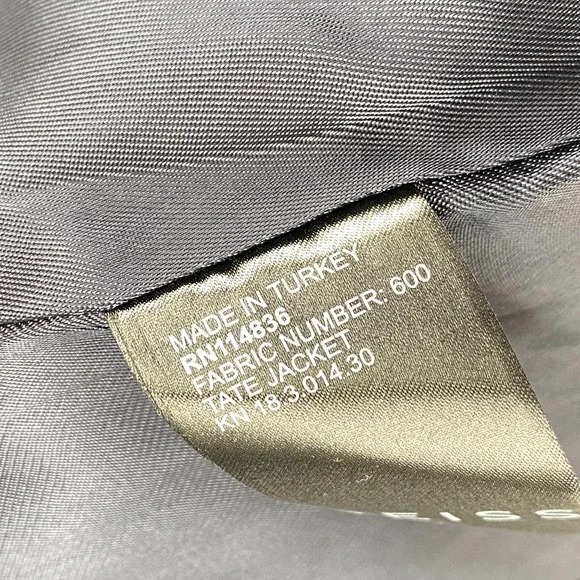 MADE IN TURKEY
RN114836
FABRIC NUMBER: 600
TATE JACKET
KN 18.3.014.30